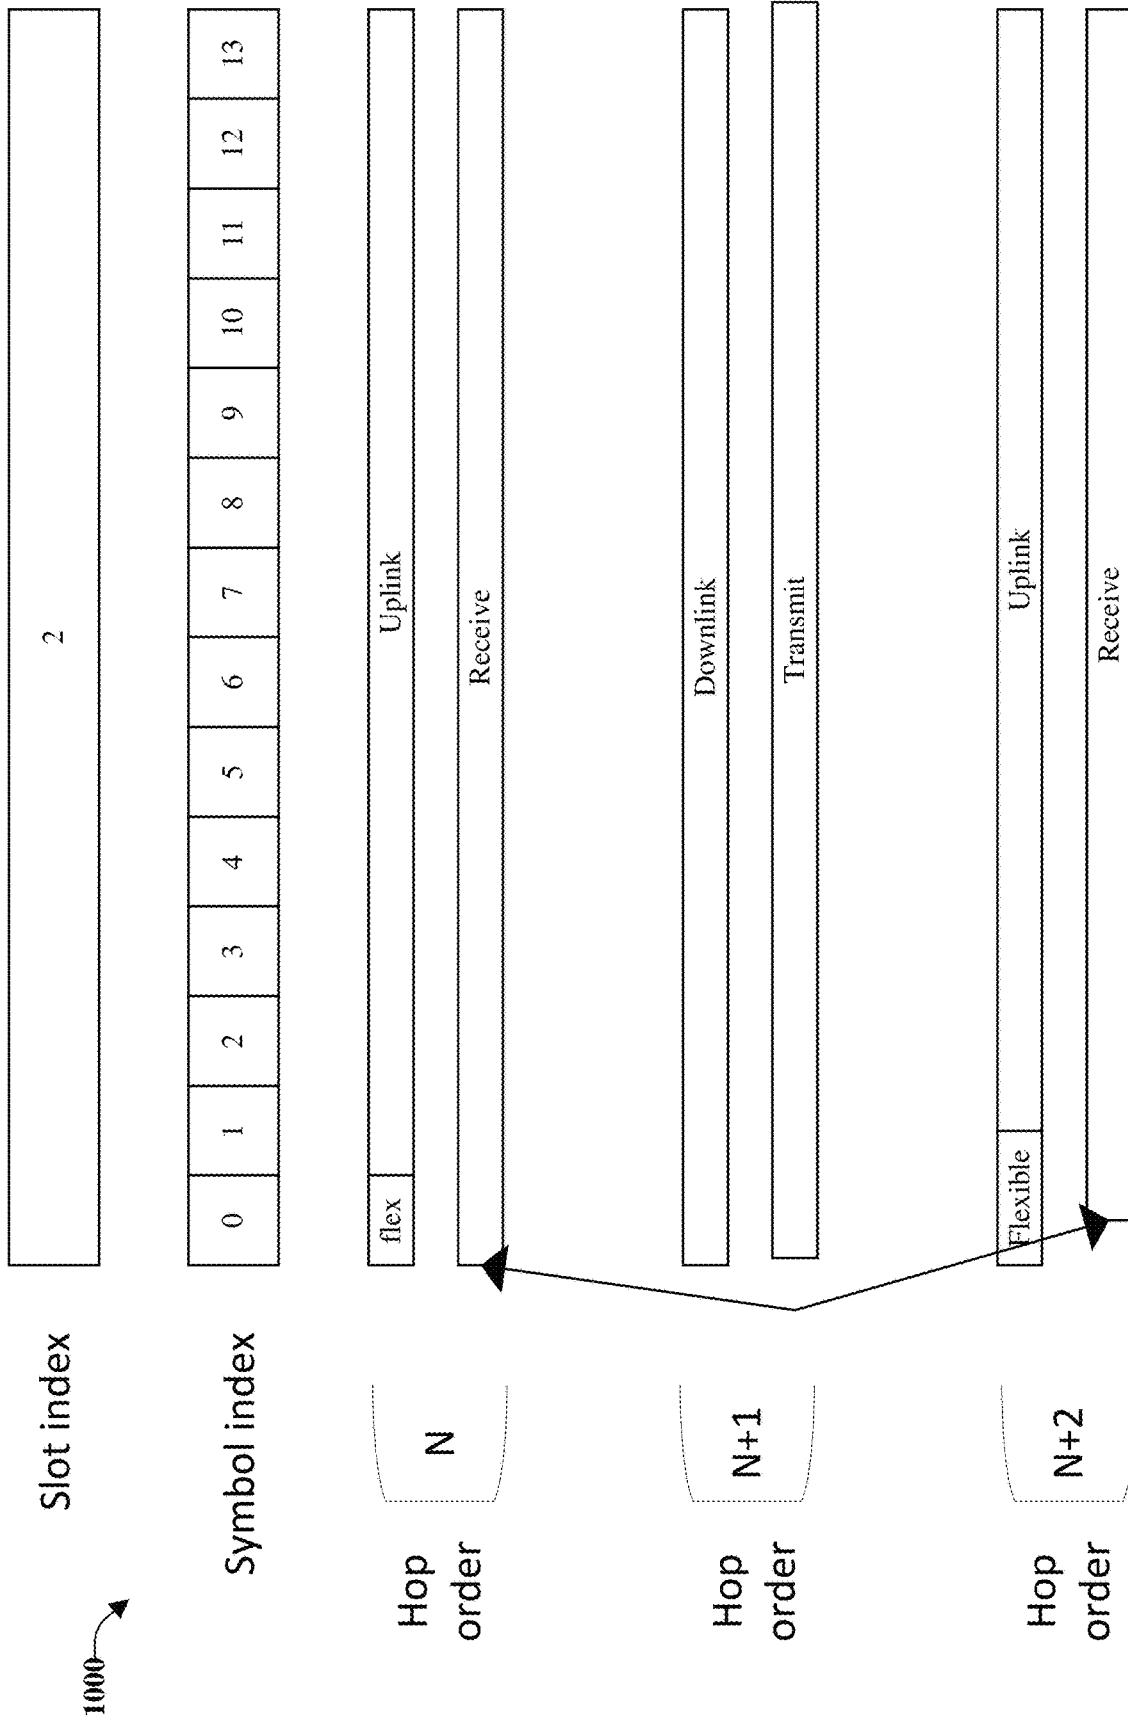 1000
Slot index
2
Symbol index
0 1 2 3 4 5 6 7 8 9 10 11 12 13
Hop
order
N
flex Uplink
Receive
Hop
order
N+1
Downlink
Transmit
Hop
order
N+2
Flexible Uplink
Receive